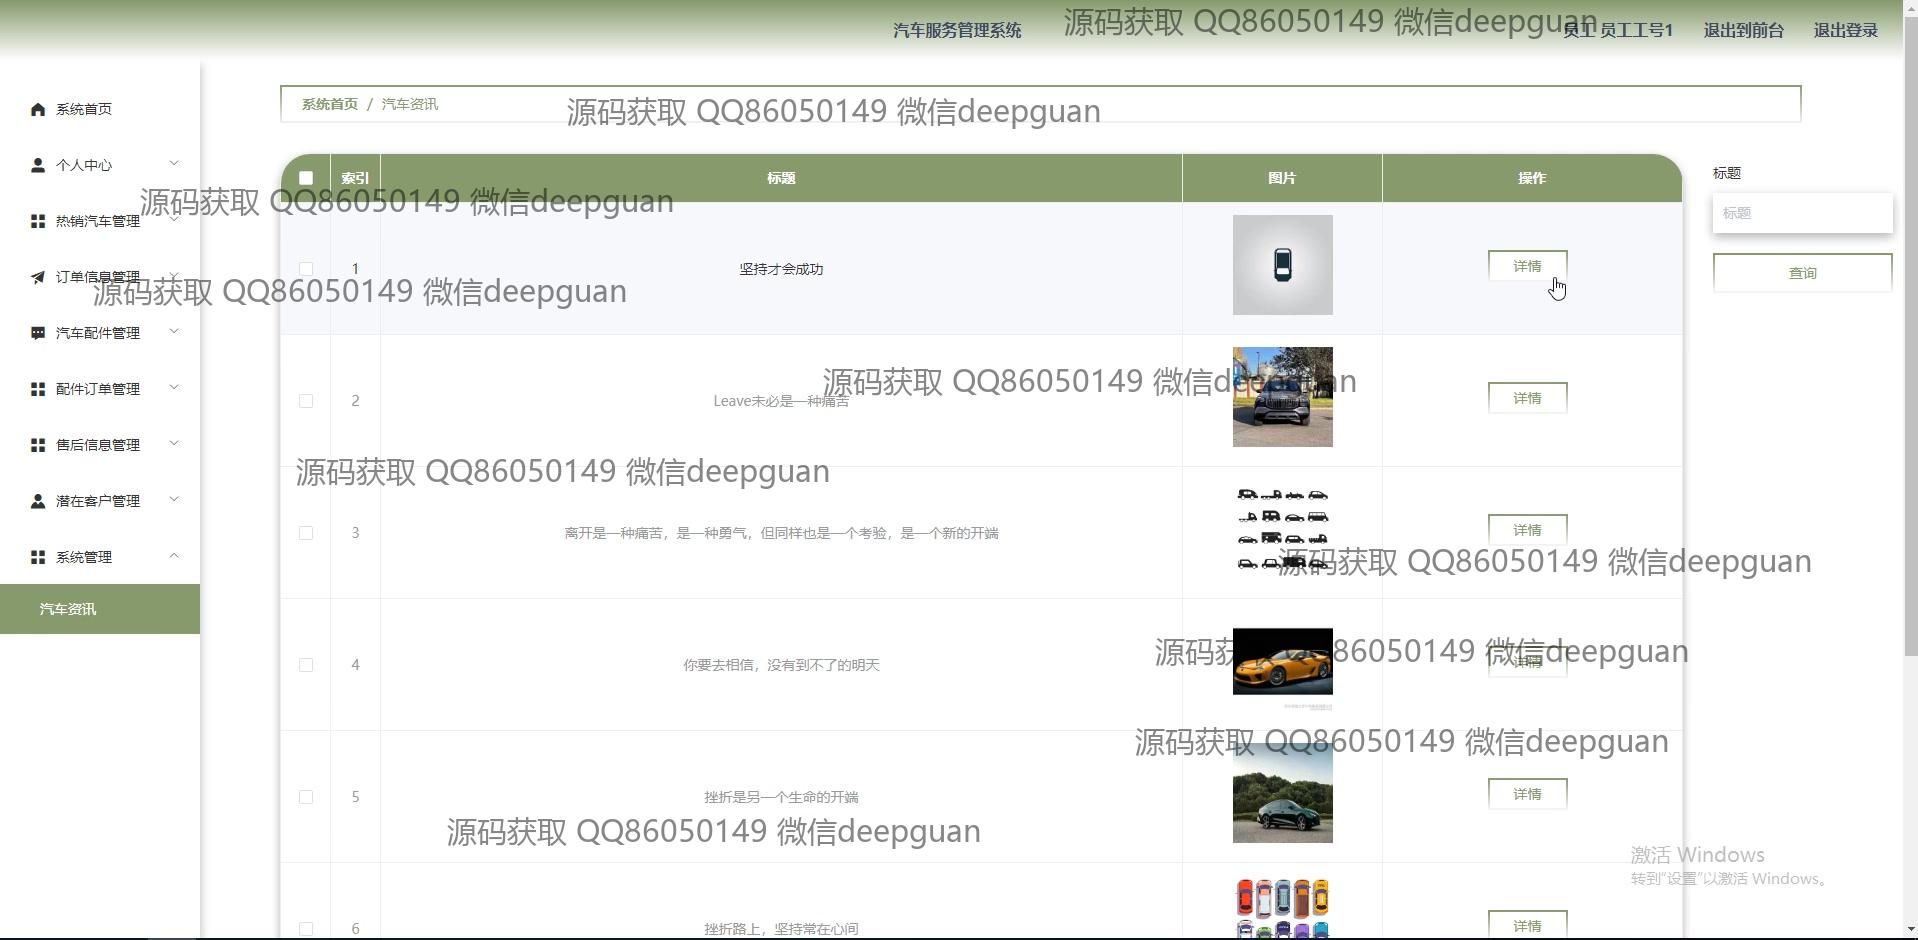 汽车服务管理系统
源码获取 QQ86050149 微信deepguan
员工 员工工号1
退出到前台
退出登录
系统首页 / 汽车资讯
源码获取 QQ86050149 微信deepguan
系统首页
个人中心
热销汽车管理
订单信息管理
汽车配件管理
配件订单管理
售后信息管理
潜在客户管理
系统管理
汽车资讯
索引 标题 图片 操作
源码获取 QQ86050149 微信deepguan
1 坚持才会成功 详情
源码获取 QQ86050149 微信deepguan
2 Leave未必是一种痛苦 详情
源码获取 QQ86050149 微信deepguan
源码获取 QQ86050149 微信deepguan
3 离开是一种痛苦，是一种勇气，但同样也是一个考验，是一个新的开端 详情
源码获取 QQ86050149 微信deepguan
4 你要去相信，没有到不了的明天 详情
源码获取 QQ86050149 微信deepguan
源码获取 QQ86050149 微信deepguan
5 挫折是另一个生命的开端 详情
源码获取 QQ86050149 微信deepguan
6 挫折路上，坚持常在心间 详情
标题
标题
查询
激活 Windows
转到“设置”以激活 Windows。